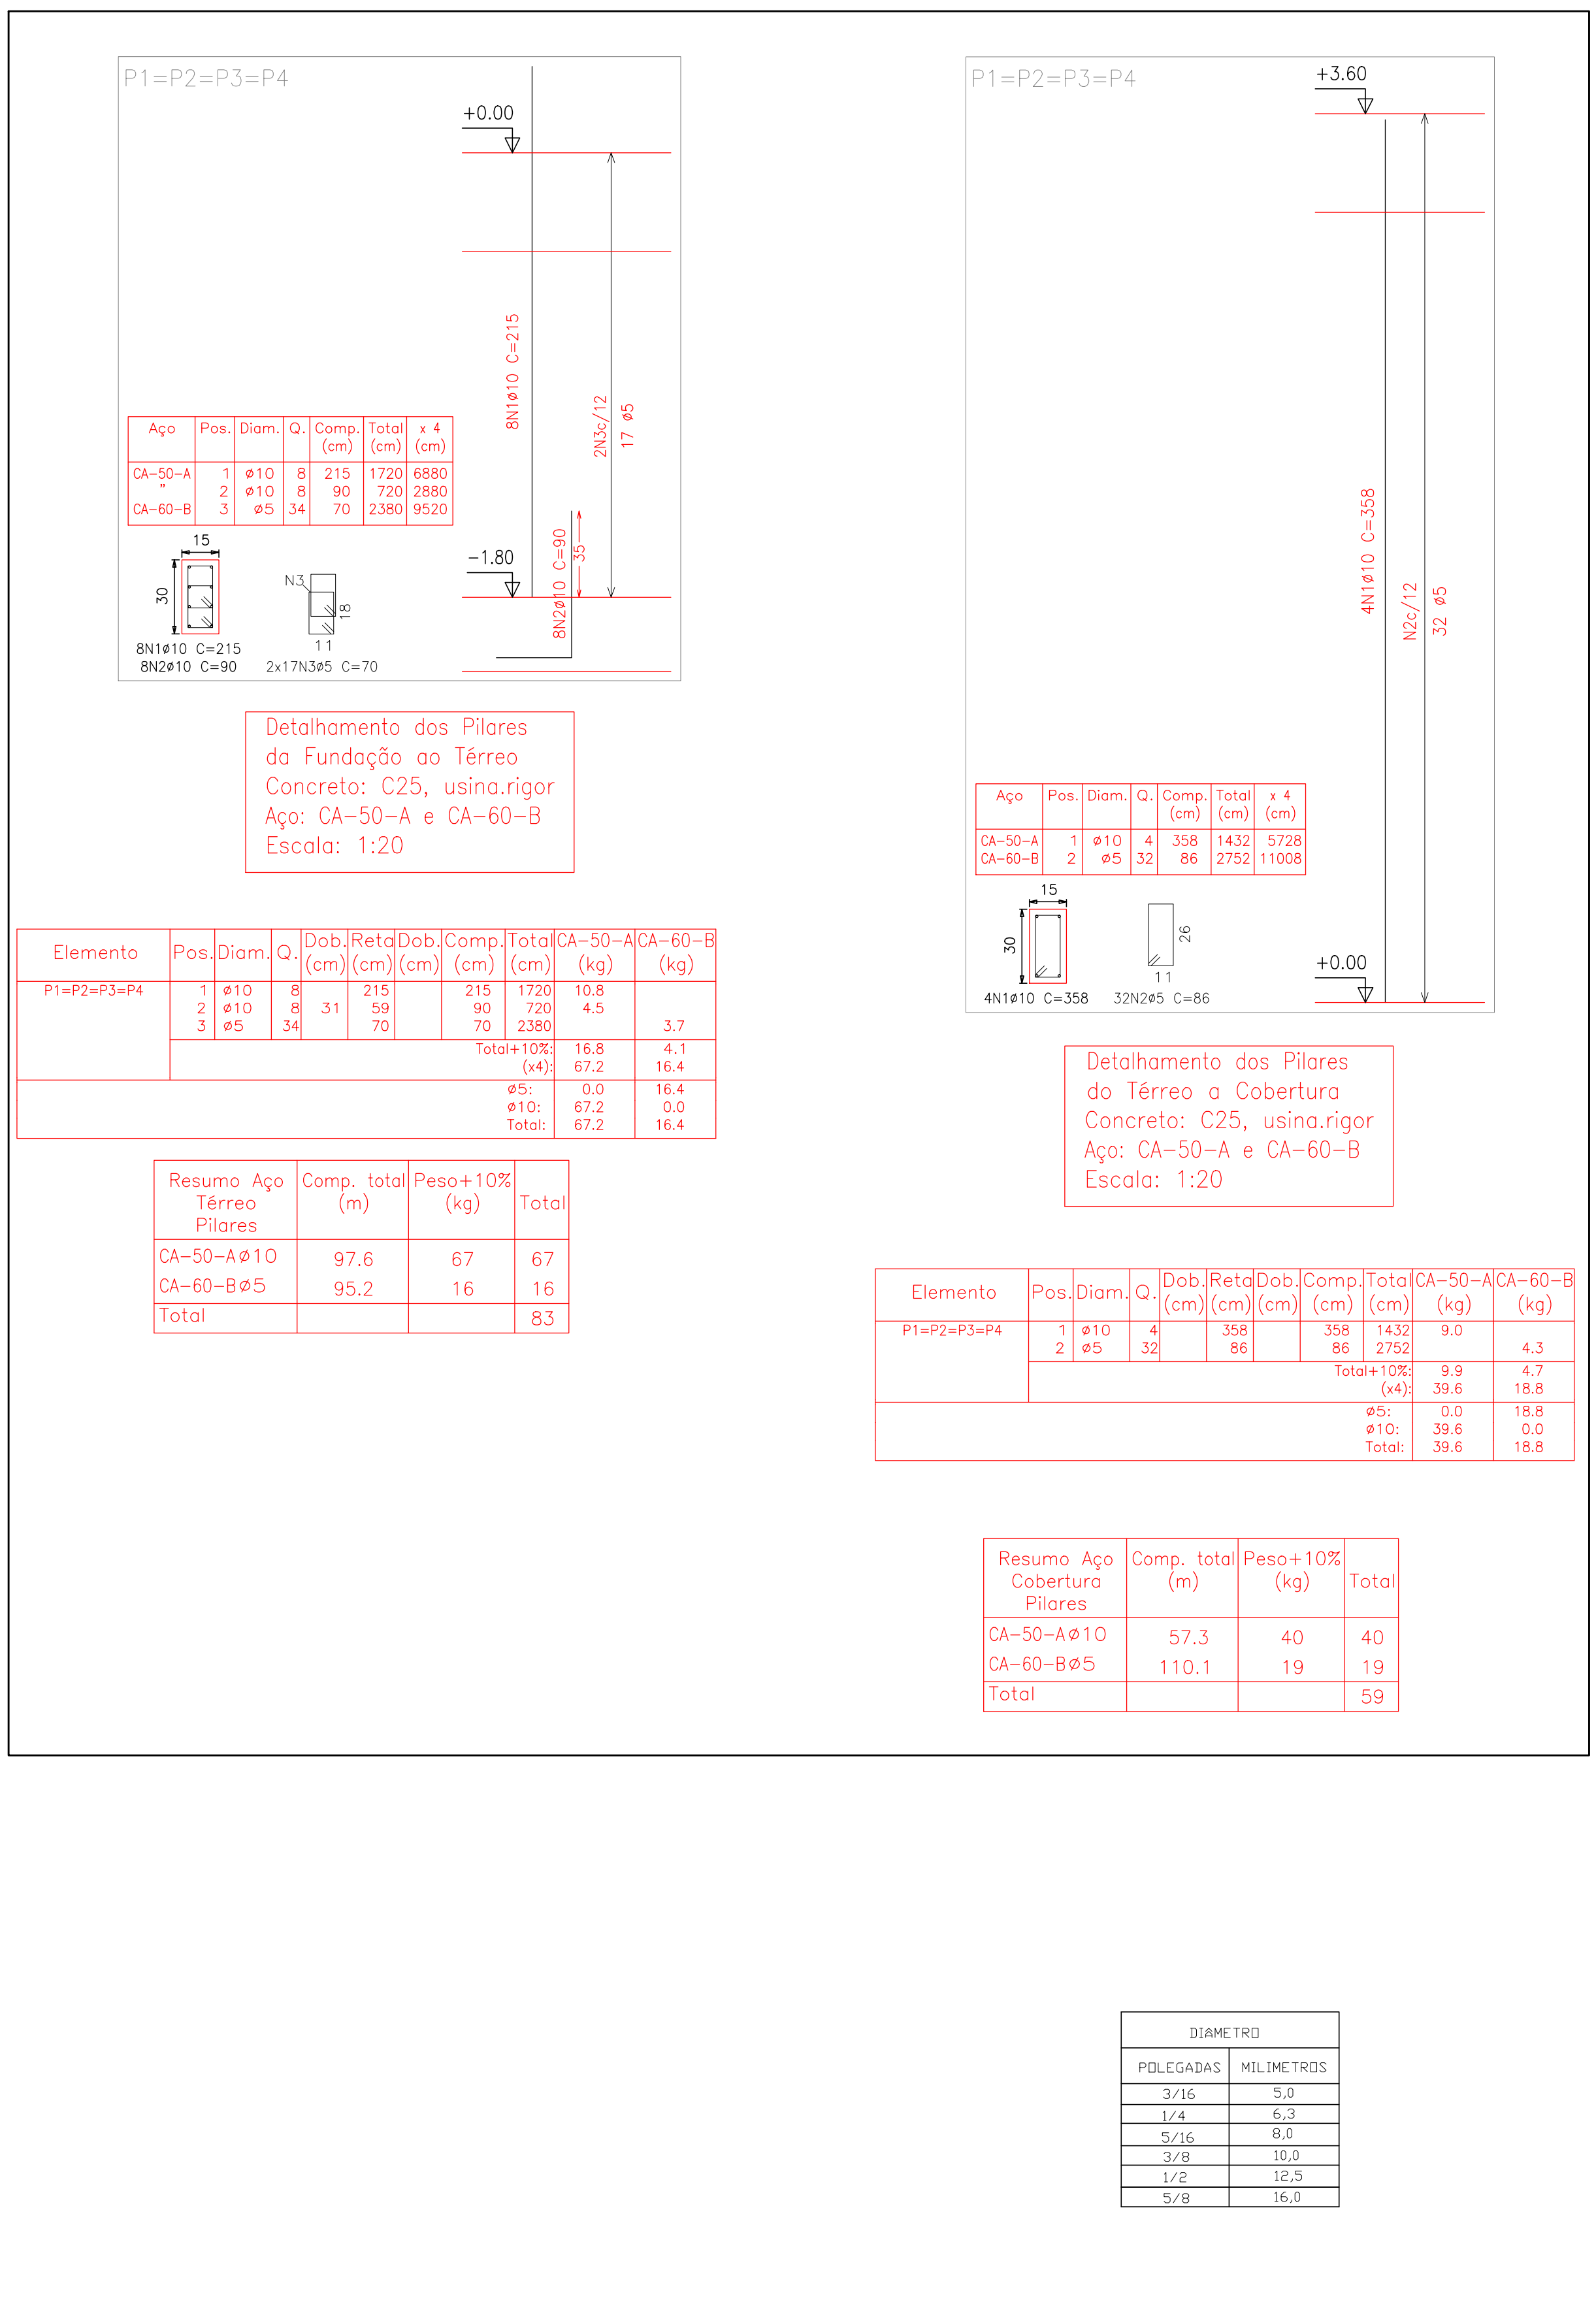 P1=P2=P3=P4
+0.00
8N1ø10 C=215
2N3c/12
17 ø5
Aço Pos. Diam. Q. Comp. (cm) Total (cm) x 4 (cm)
CA-50-A 1 ø10 8 215 1720 6880
" 2 ø10 8 90 720 2880
CA-60-B 3 ø5 34 70 2380 9520
-1.80
35
8N2ø10 C=90
15
30
N3
18
11
8N1ø10 C=215
8N2ø10 C=90
2x17N3ø5 C=70
Detalhamento dos Pilares
da Fundação ao Térreo
Concreto: C25, usina.rigor
Aço: CA-50-A e CA-60-B
Escala: 1:20
Elemento Pos. Diam. Q. Dob. (cm) Reta (cm) Dob. (cm) Comp. (cm) Total (cm) CA-50-A (kg) CA-60-B (kg)
P1=P2=P3=P4 1 ø10 8 215 215 1720 10.8
2 ø10 8 31 59 90 720 4.5
3 ø5 34 70 70 2380 3.7
Total+10%: 16.8 4.1
(x4): 67.2 16.4
ø5: 0.0 16.4
ø10: 67.2 0.0
Total: 67.2 16.4
Resumo Aço Térreo Pilares Comp. total (m) Peso+10% (kg) Total
CA-50-Aø10 97.6 67 67
CA-60-Bø5 95.2 16 16
Total 83
P1=P2=P3=P4
+3.60
4N1ø10 C=358
N2c/12
32 ø5
Aço Pos. Diam. Q. Comp. (cm) Total (cm) x 4 (cm)
CA-50-A 1 ø10 4 358 1432 5728
CA-60-B 2 ø5 32 86 2752 11008
15
30
26
11
+0.00
4N1ø10 C=358
32N2ø5 C=86
Detalhamento dos Pilares
do Térreo a Cobertura
Concreto: C25, usina.rigor
Aço: CA-50-A e CA-60-B
Escala: 1:20
Elemento Pos. Diam. Q. Dob. (cm) Reta (cm) Dob. (cm) Comp. (cm) Total (cm) CA-50-A (kg) CA-60-B (kg)
P1=P2=P3=P4 1 ø10 4 358 358 1432 9.0
2 ø5 32 86 86 2752 4.3
Total+10%: 9.9 4.7
(x4): 39.6 18.8
ø5: 0.0 18.8
ø10: 39.6 0.0
Total: 39.6 18.8
Resumo Aço Cobertura Pilares Comp. total (m) Peso+10% (kg) Total
CA-50-Aø10 57.3 40 40
CA-60-Bø5 110.1 19 19
Total 59
DIÂMETRO
POLEGADAS MILIMETROS
3/16 5,0
1/4 6,3
5/16 8,0
3/8 10,0
1/2 12,5
5/8 16,0